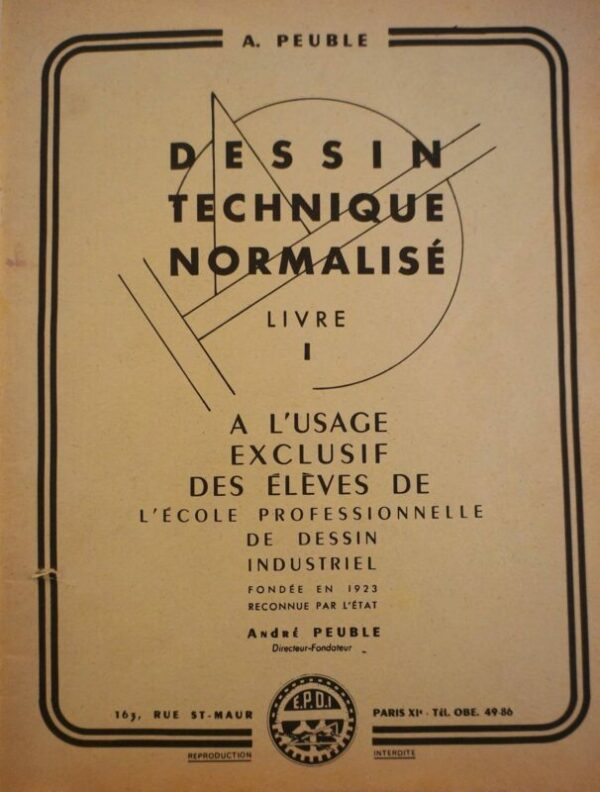 A. PEUBLE
DESSIN
TECHNIQUE
NORMALISÉ
LIVRE
I
A L'USAGE
EXCLUSIF
DES ÉLÈVES DE
L'ÉCOLE PROFESSIONNELLE
DE DESSIN
INDUSTRIEL
FONDÉE EN 1923
RECONNUE PAR L'ÉTAT
André PEUBLE
Directeur-Fondateur
E.P.D.I
163, RUE ST-MAUR PARIS XIe - Tél. OBE. 49-86
REPRODUCTION INTERDITE